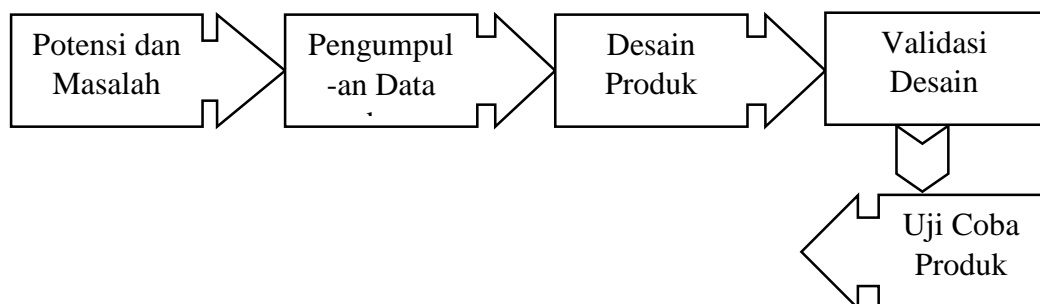 Potensi dan
Masalah
Pengumpul
-an Data
Desain
Produk
Validasi
Desain
Uji Coba
Produk